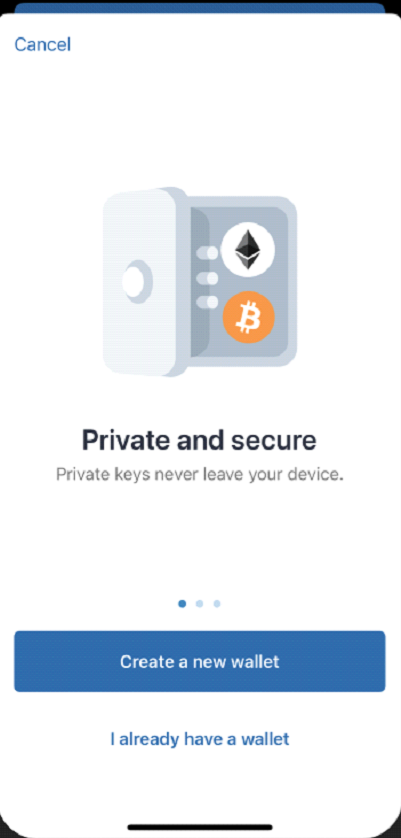 Cancel
Private and secure
Private keys never leave your device.
Create a new wallet
I already have a wallet